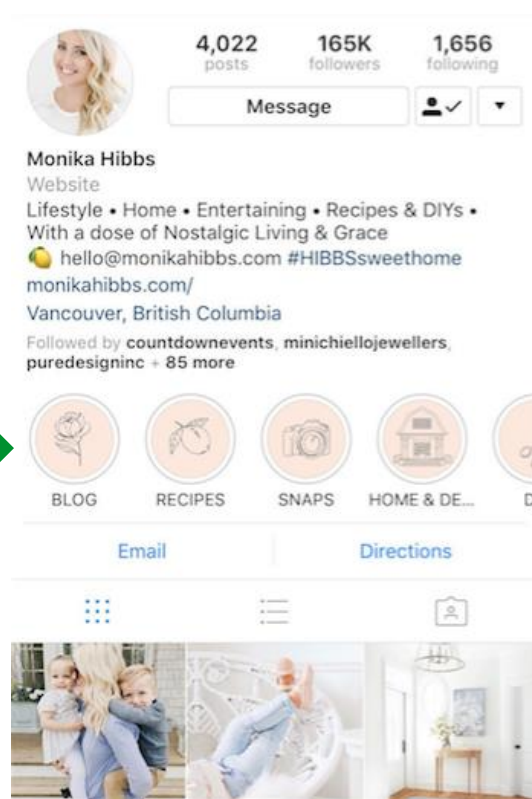 4,022 165K 1,656
posts followers following
Message
Monika Hibbs
Website
Lifestyle • Home • Entertaining • Recipes & DIYs •
With a dose of Nostalgic Living & Grace
🍋 hello@monikahibbs.com #HIBBSsweethome
monikahibbs.com/
Vancouver, British Columbia
Followed by countdownevents, minichiellojewellers,
puredesigninc + 85 more
BLOG RECIPES SNAPS HOME & DE... D
Email Directions